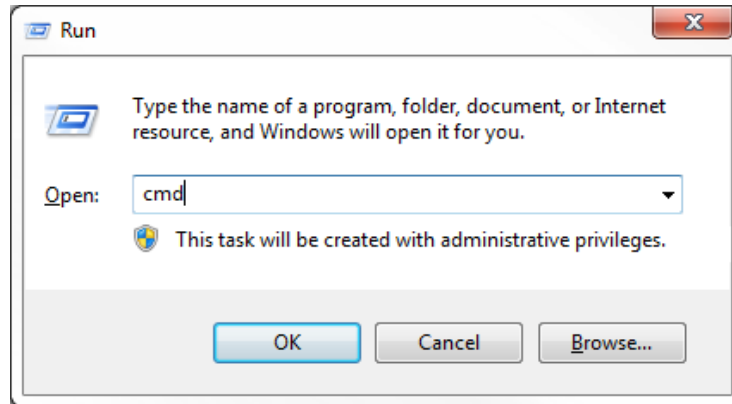 Run
Type the name of a program, folder, document, or Internet
resource, and Windows will open it for you.
Open: cmd
This task will be created with administrative privileges.
OK Cancel Browse...